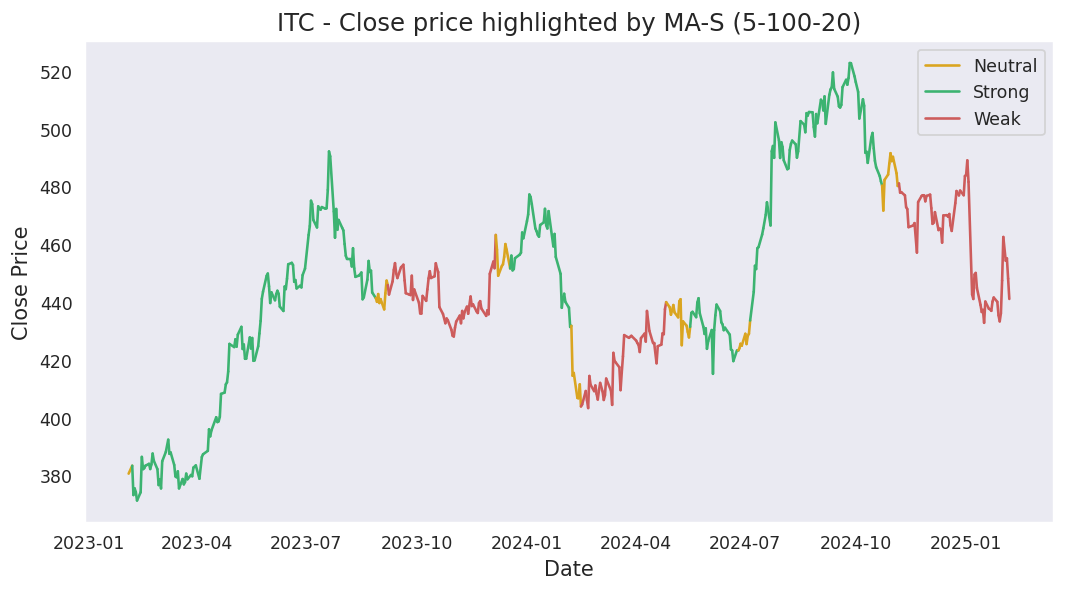 ITC - Close price highlighted by MA-S (5-100-20)
Neutral
Strong
Weak
Close Price
520
500
480
460
440
420
400
380
2023-01 2023-04 2023-07 2023-10 2024-01 2024-04 2024-07 2024-10 2025-01
Date